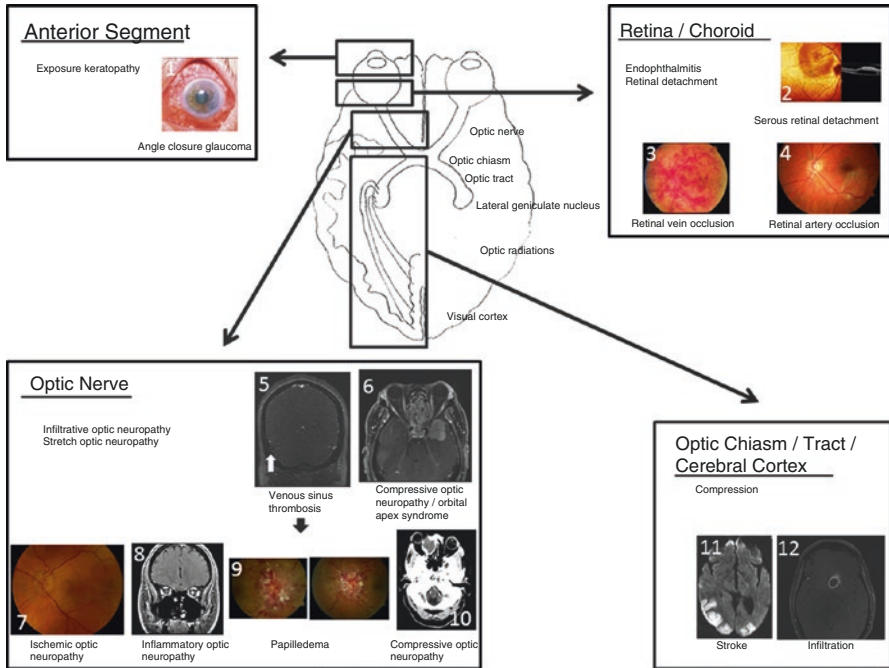 Anterior Segment
Exposure keratopathy
1
Angle closure glaucoma
Retina / Choroid
Endophthalmitis
Retinal detachment
2
Serous retinal detachment
3
4
Retinal vein occlusion
Retinal artery occlusion
Optic nerve
Optic chiasm
Optic tract
Lateral geniculate nucleus
Optic radiations
Visual cortex
Optic Nerve
Infiltrative optic neuropathy
Stretch optic neuropathy
5
6
Venous sinus
thrombosis
Compressive optic
neuropathy / orbital
apex syndrome
7
8
9
10
Ischemic optic
neuropathy
Inflammatory optic
neuropathy
Papilledema
Compressive optic
neuropathy
Optic Chiasm / Tract /
Cerebral Cortex
Compression
11
12
Stroke
Infiltration